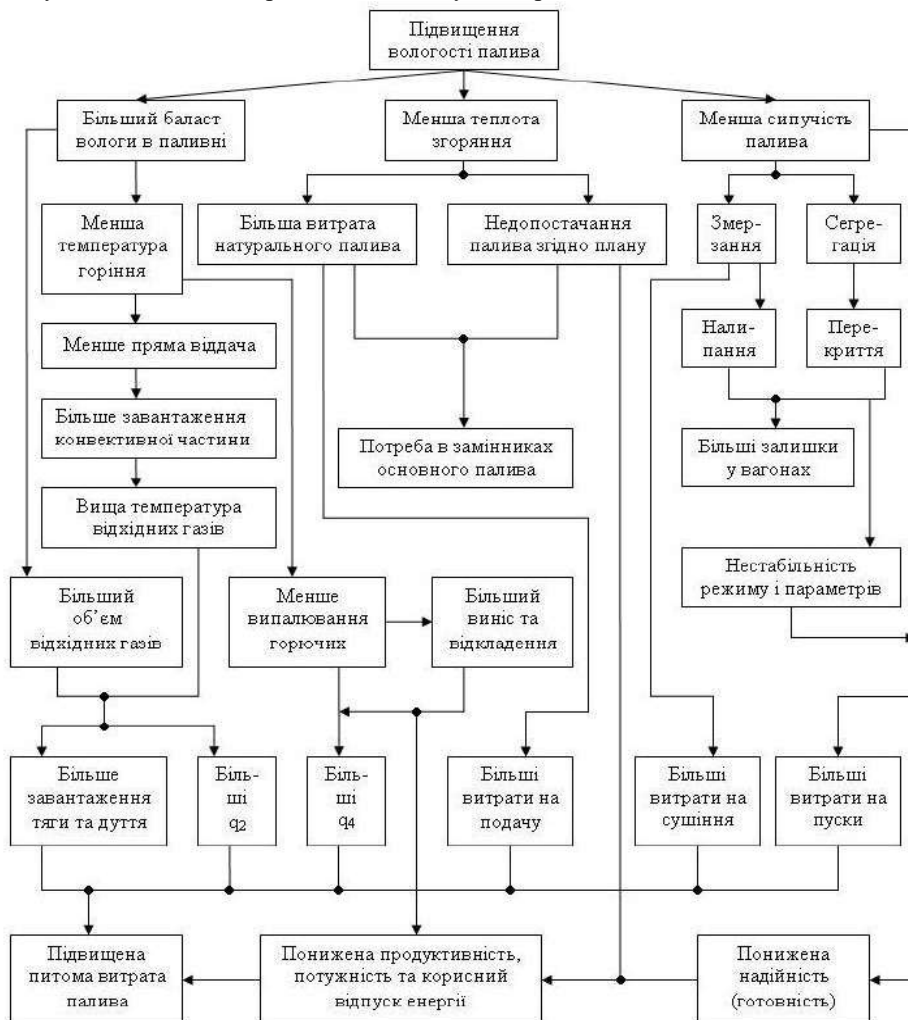 Підвищення
вологості палива
Більший баласт
вологи в паливні
Менша теплота
згоряння
Менша сипучість
палива
Менша
температура
горіння
Більша витрата
натурального палива
Недопостачання
палива згідно плану
Змер-
зання
Сегре-
гація
Менше пряма віддача
Нали-
пання
Пере-
криття
Більше завантаження
конвективної частини
Потреба в замінниках
основного палива
Більші залишки
у вагонах
Вища температура
відхідних газів
Більший
об’єм
відхідних газів
Менше
випалювання
горючих
Більший
виніс та
відкладення
Нестабільність
режиму і параметрів
Більше
завантаження
тяги та дуття
Біль-
ші
q2
Біль-
ші
q4
Більші
витрати на
подачу
Більші
витрати на
сушіння
Більші
витрати на
пуски
Підвищена
питома витрата
палива
Понижена продуктивність,
потужність та корисний
відпуск енергії
Понижена
надійність
(готовність)